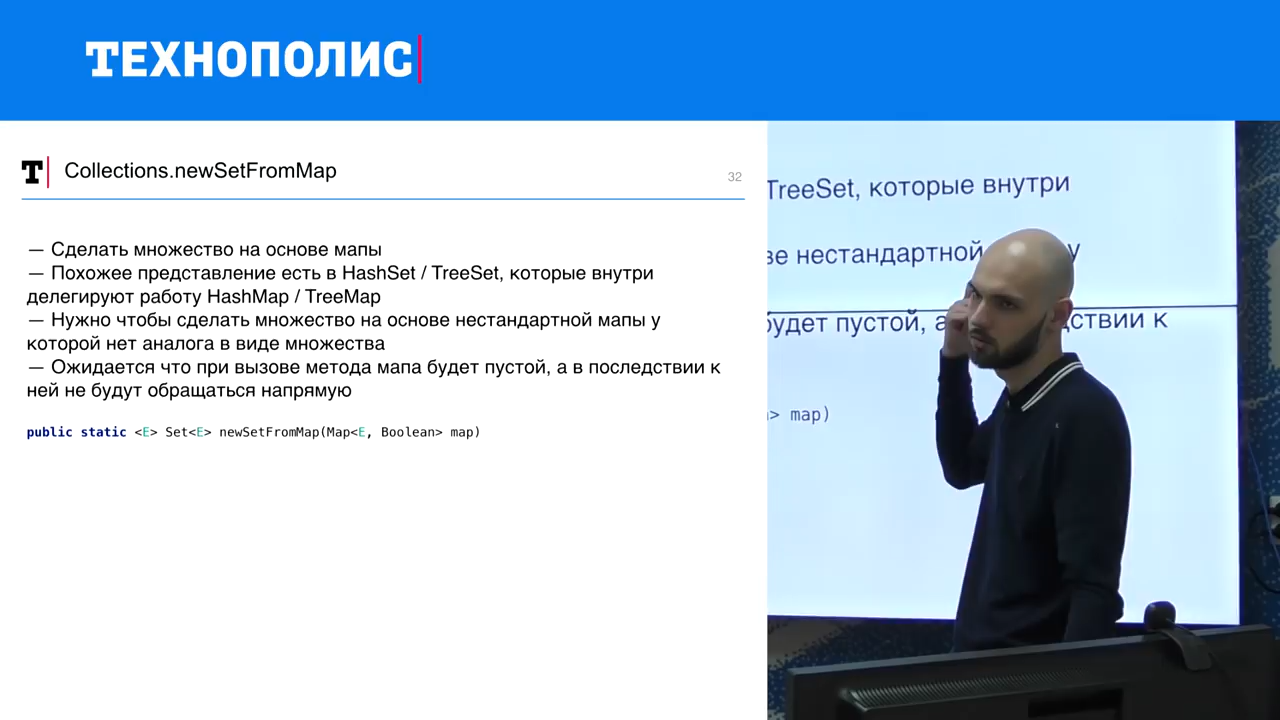 ТЕХНОПОЛИС
T Collections.newSetFromMap
32
— Сделать множество на основе мапы
— Похожее представление есть в HashSet / TreeSet, которые внутри
делегируют работу HashMap / TreeMap
— Нужно чтобы сделать множество на основе нестандартной мапы у
которой нет аналога в виде множества
— Ожидается что при вызове метода мапа будет пустой, а в последствии к
ней не будут обращаться напрямую
public static <E> Set<E> newSetFromMap(Map<E, Boolean> map)
TreeSet, которые внутри
ве нестандартной у
будет пустой, а дствии к
> map)